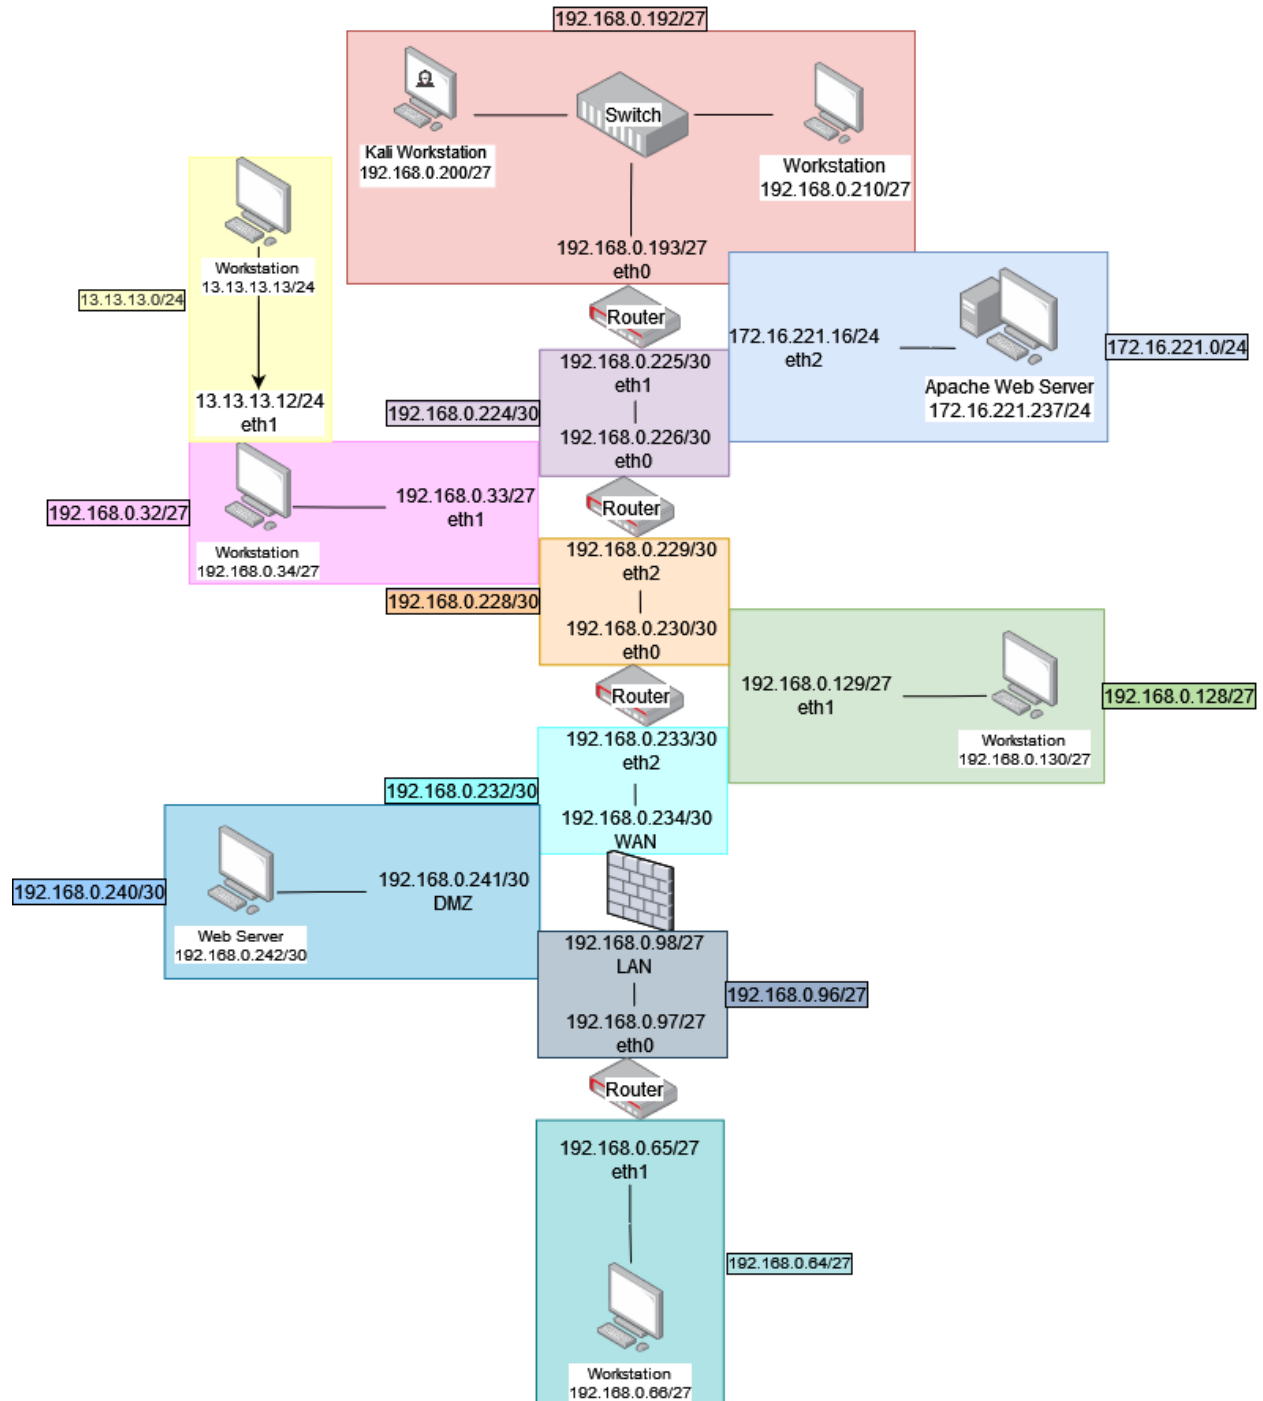 192.168.0.192/27
Switch
Kali Workstation
192.168.0.200/27
Workstation
192.168.0.210/27
192.168.0.193/27
eth0
Workstation
13.13.13.13/24
13.13.13.0/24
13.13.13.12/24
eth1
Router
172.16.221.16/24
eth2
Apache Web Server
172.16.221.237/24
172.16.221.0/24
192.168.0.225/30
eth1
192.168.0.224/30
192.168.0.226/30
eth0
192.168.0.32/27
192.168.0.33/27
eth1
Workstation
192.168.0.34/27
Router
192.168.0.229/30
eth2
192.168.0.228/30
192.168.0.230/30
eth0
Router
192.168.0.129/27
eth1
Workstation
192.168.0.130/27
192.168.0.128/27
192.168.0.233/30
eth2
192.168.0.232/30
192.168.0.234/30
WAN
192.168.0.240/30
192.168.0.241/30
DMZ
Web Server
192.168.0.242/30
192.168.0.98/27
LAN
192.168.0.96/27
192.168.0.97/27
eth0
Router
192.168.0.65/27
eth1
192.168.0.64/27
Workstation
192.168.0.66/27